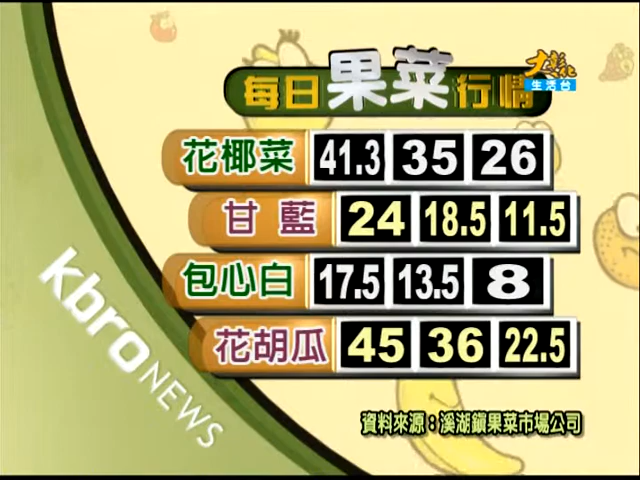 大彰化
生活台
每日果菜行情
花椰菜 41.3 35 26
甘藍 24 18.5 11.5
包心白 17.5 13.5 8
花胡瓜 45 36 22.5
kbro NEWS
資料來源：溪湖鎮果菜市場公司